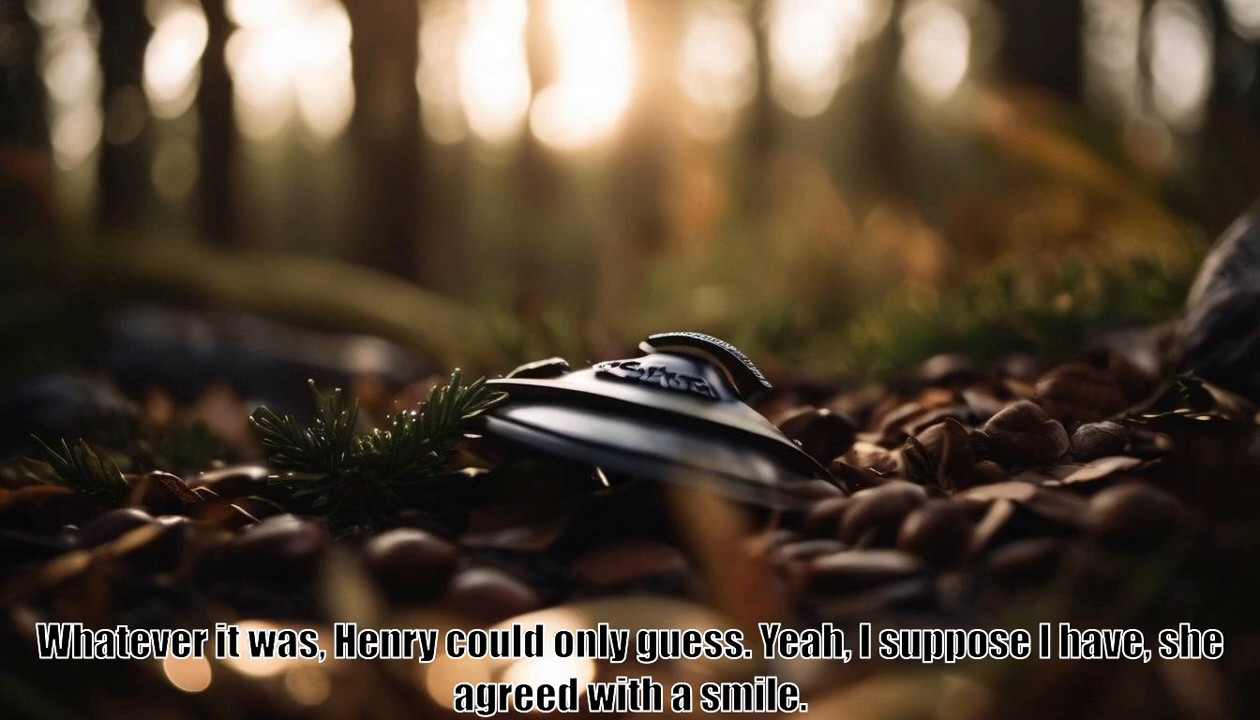 Whatever it was, Henry could only guess. Yeah, I suppose I have, she
agreed with a smile.